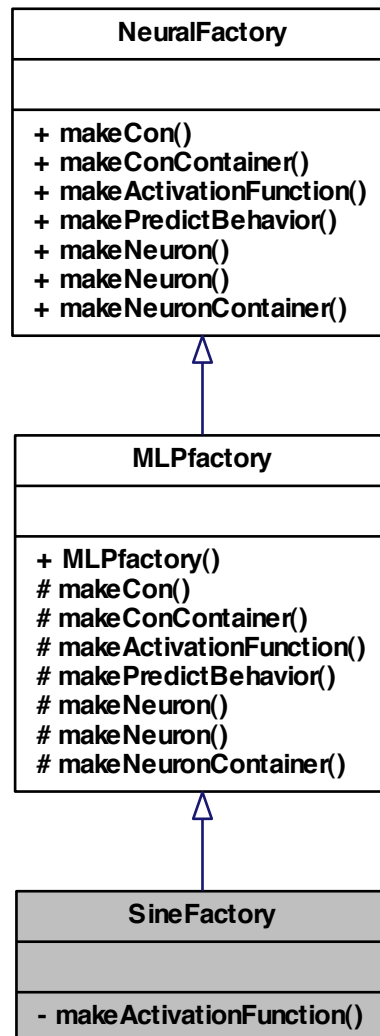 NeuralFactory
+ makeCon()
+ makeConContainer()
+ makeActivationFunction()
+ makePredictBehavior()
+ makeNeuron()
+ makeNeuron()
+ makeNeuronContainer()
MLPfactory
+ MLPfactory()
# makeCon()
# makeConContainer()
# makeActivationFunction()
# makePredictBehavior()
# makeNeuron()
# makeNeuron()
# makeNeuronContainer()
SineFactory
- makeActivationFunction()